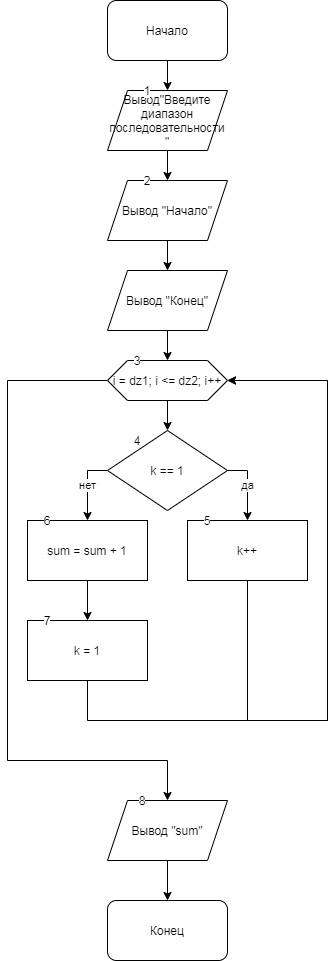 Начало
1
Вывод"Введите
диапазон
последовательности
"
2
Вывод "Начало"
Вывод "Конец"
3
i = dz1; i <= dz2; i++
4
k == 1
нет
да
6
5
sum = sum + 1
k++
7
k = 1
8
Вывод "sum"
Конец